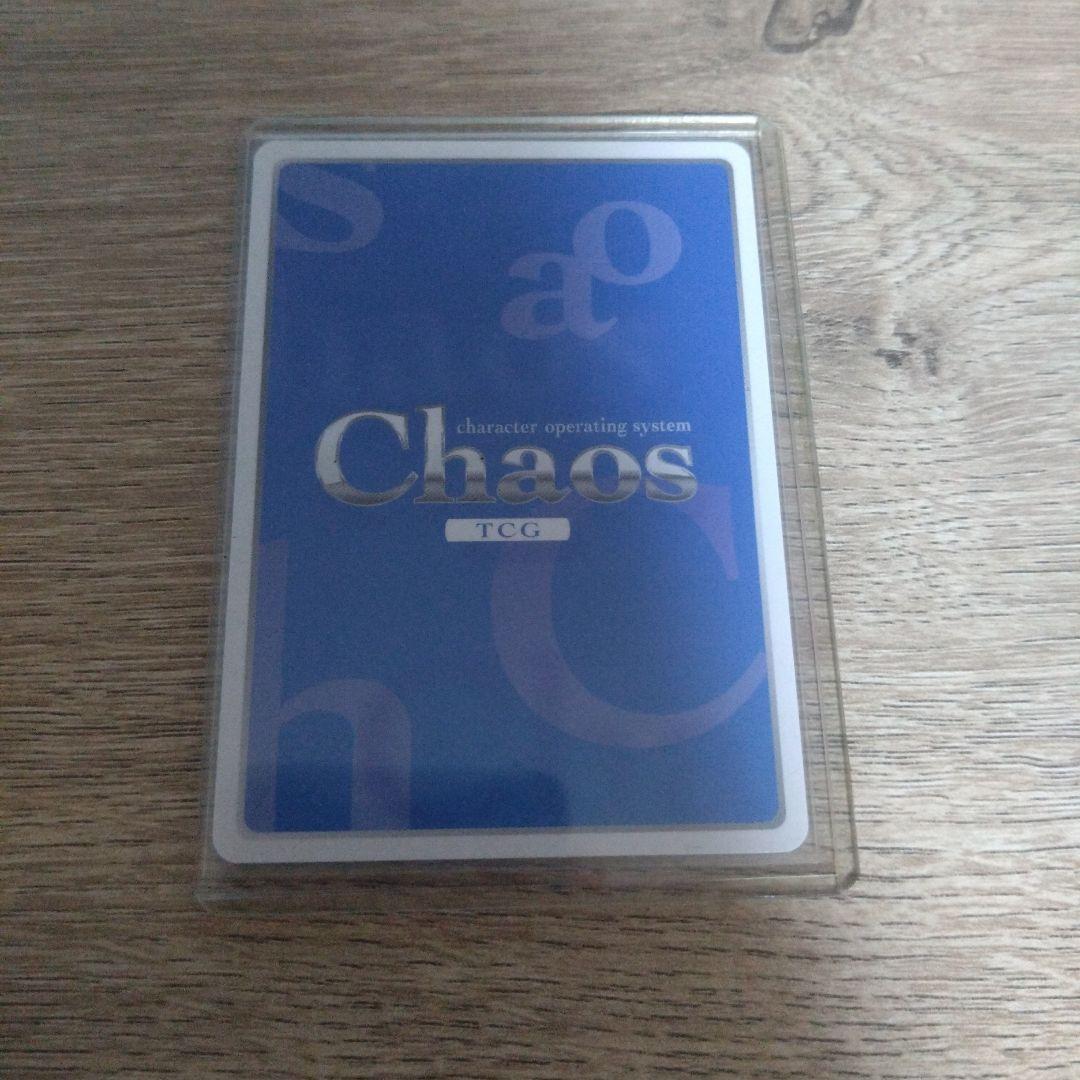 s
a o
character operating system
Chaos
TCG
C
h